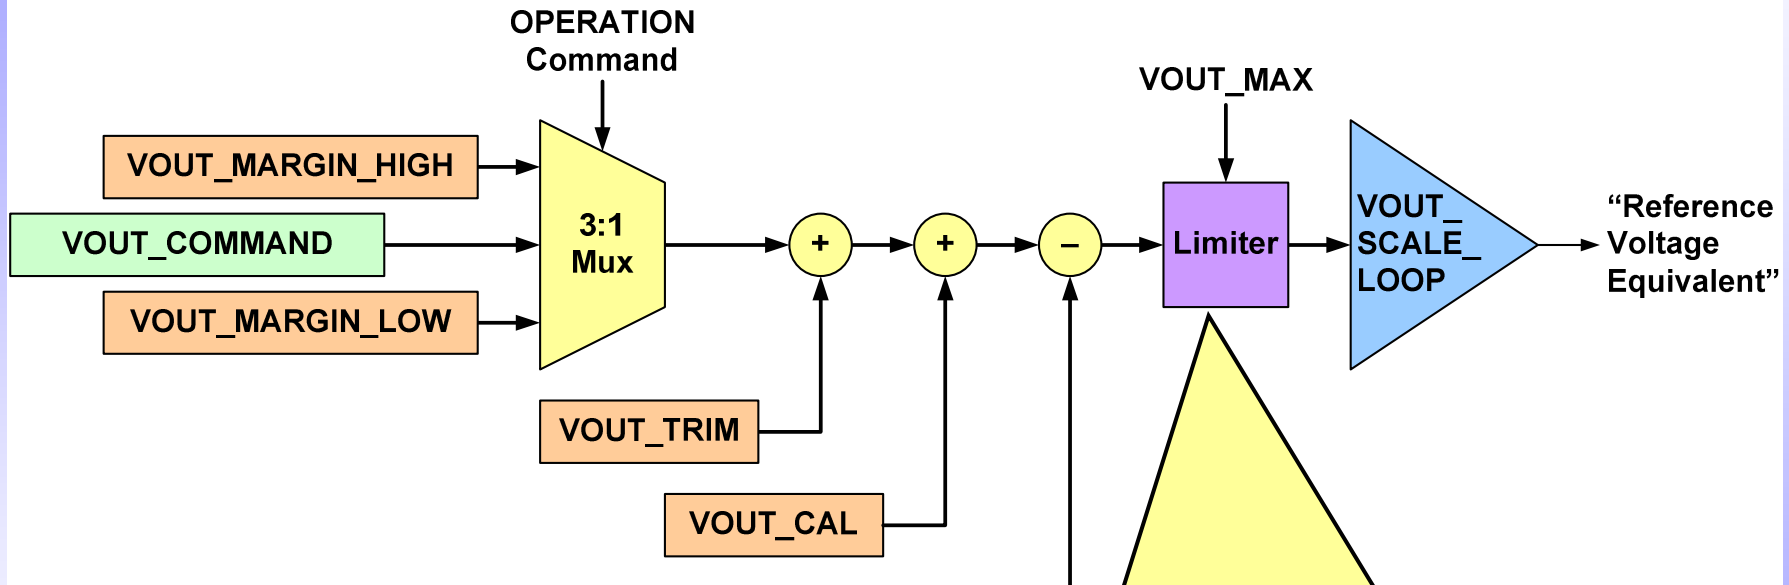 OPERATION
Command
VOUT_MAX
VOUT_MARGIN_HIGH
VOUT_COMMAND
VOUT_MARGIN_LOW
3:1
Mux
+
+
–
Limiter
VOUT_
SCALE_
LOOP
“Reference
Voltage
Equivalent”
VOUT_TRIM
VOUT_CAL